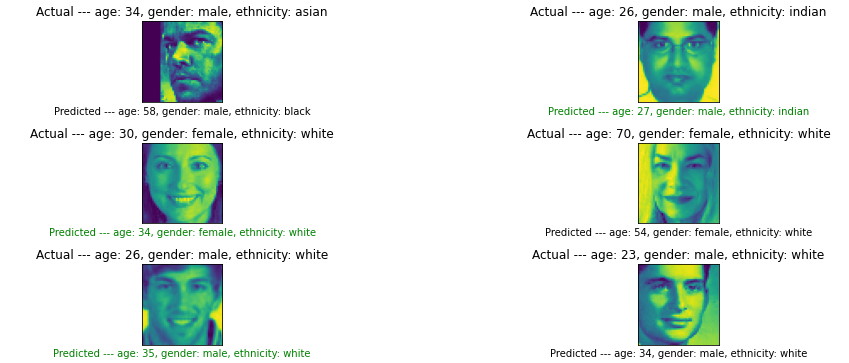 Actual --- age: 34, gender: male, ethnicity: asian
Predicted --- age: 58, gender: male, ethnicity: black
Actual --- age: 26, gender: male, ethnicity: indian
Predicted --- age: 27, gender: male, ethnicity: indian
Actual --- age: 30, gender: female, ethnicity: white
Predicted --- age: 34, gender: female, ethnicity: white
Actual --- age: 70, gender: female, ethnicity: white
Predicted --- age: 54, gender: female, ethnicity: white
Actual --- age: 26, gender: male, ethnicity: white
Predicted --- age: 35, gender: male, ethnicity: white
Actual --- age: 23, gender: male, ethnicity: white
Predicted --- age: 34, gender: male, ethnicity: white